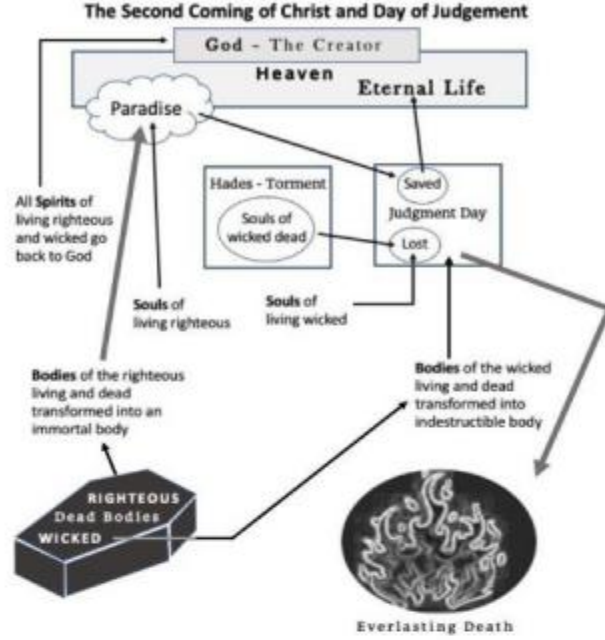 The Second Coming of Christ and Day of Judgement
God - The Creator
Heaven
Eternal Life
Paradise
All Spirits of
living righteous
and wicked go
back to God
Hades - Torment
Souls of
wicked dead
Saved
Judgment Day
Lost
Souls of
living righteous
Souls of
living wicked
Bodies of the righteous
living and dead
transformed into an
immortal body
Bodies of the wicked
living and dead
transformed into
indestructible body
RIGHTEOUS
Dead Bodies
WICKED
Everlasting Death